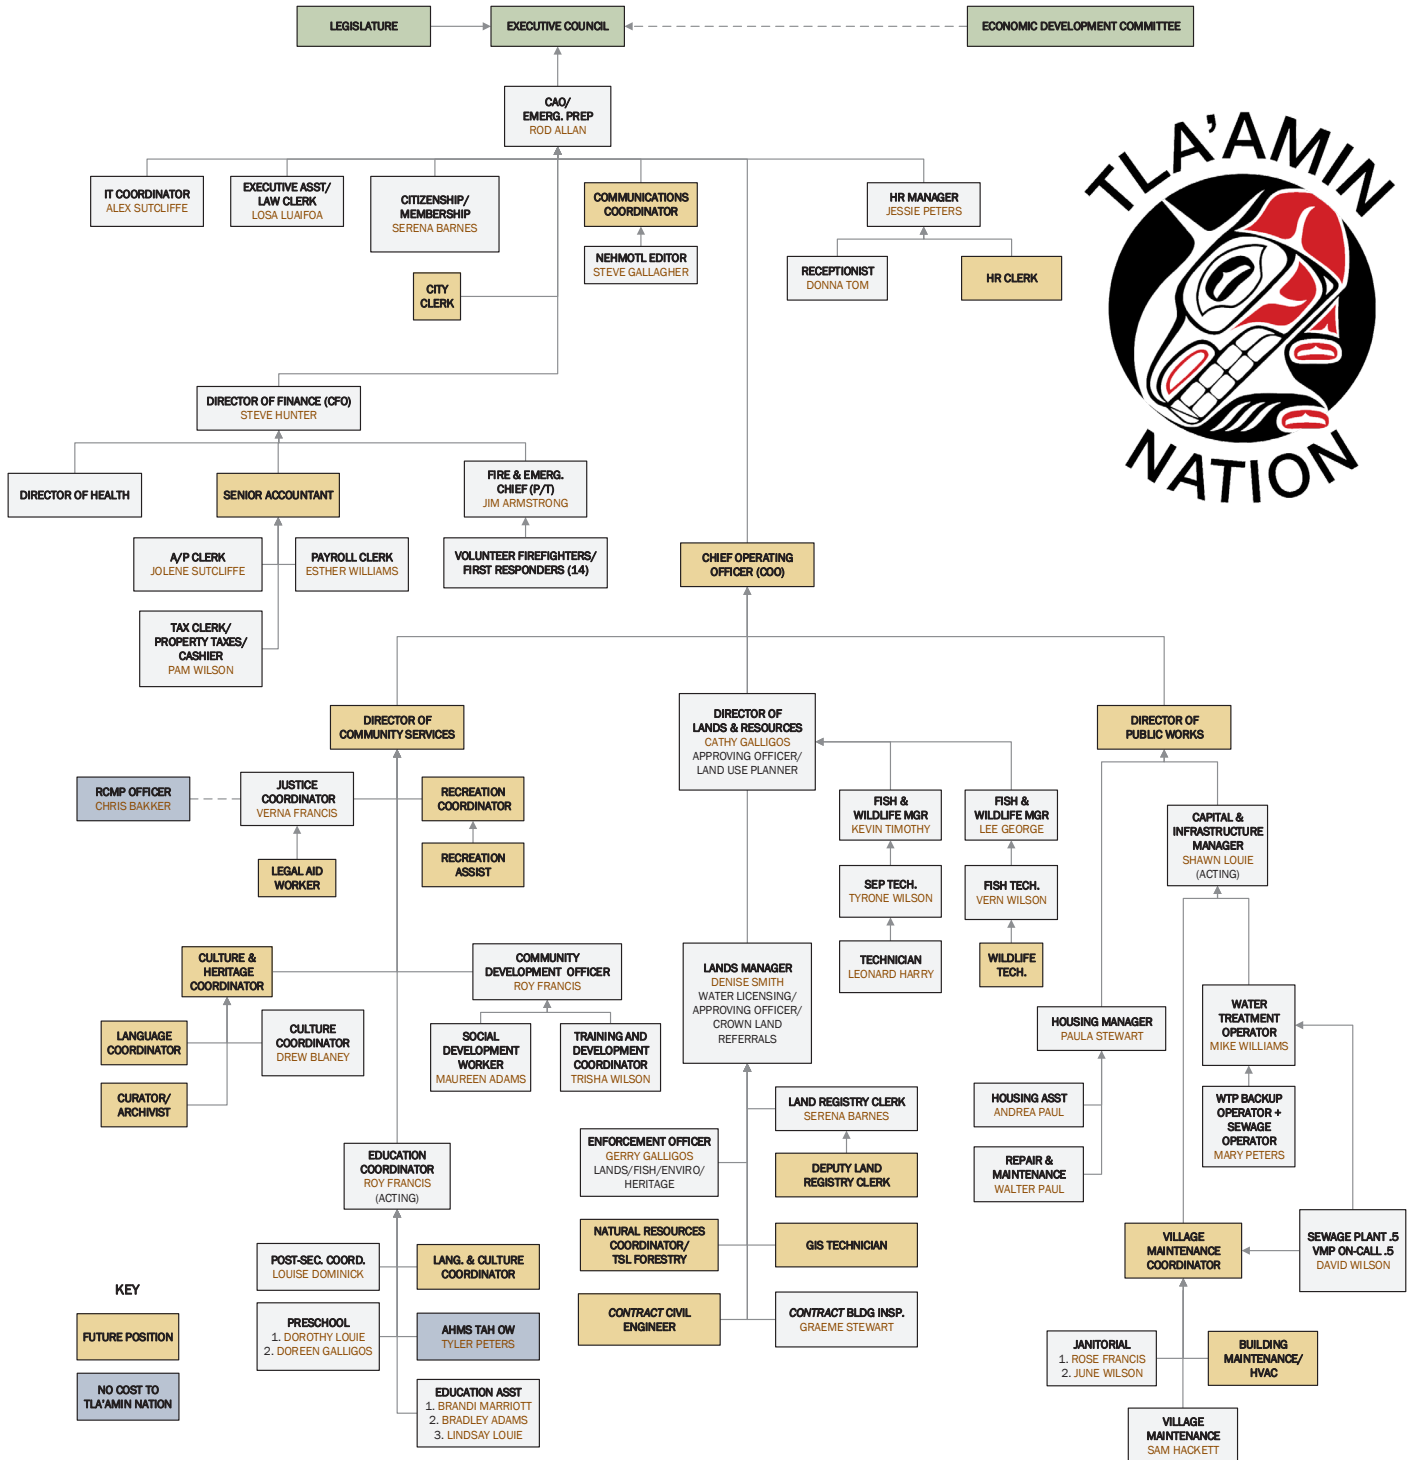 LEGISLATURE
EXECUTIVE COUNCIL
ECONOMIC DEVELOPMENT COMMITTEE
CAO/
EMERG. PREP
ROD ALLAN
TLA'AMIN
NATION
IT COORDINATOR
ALEX SUTCLIFFE
EXECUTIVE ASST/
LAW CLERK
LOSA LUAIFOA
CITIZENSHIP/
MEMBERSHIP
SERENA BARNES
COMMUNICATIONS
COORDINATOR
HR MANAGER
JESSIE PETERS
NEHMOTL EDITOR
STEVE GALLAGHER
RECEPTIONIST
DONNA TOM
HR CLERK
CITY
CLERK
DIRECTOR OF FINANCE (CFO)
STEVE HUNTER
DIRECTOR OF HEALTH
SENIOR ACCOUNTANT
FIRE & EMERG.
CHIEF (P/T)
JIM ARMSTRONG
A/P CLERK
JOLENE SUTCLIFFE
PAYROLL CLERK
ESTHER WILLIAMS
VOLUNTEER FIREFIGHTERS/
FIRST RESPONDERS (14)
CHIEF OPERATING
OFFICER (COO)
TAX CLERK/
PROPERTY TAXES/
CASHIER
PAM WILSON
DIRECTOR OF
COMMUNITY SERVICES
DIRECTOR OF
LANDS & RESOURCES
CATHY GALLIGOS
APPROVING OFFICER/
LAND USE PLANNER
DIRECTOR OF
PUBLIC WORKS
RCMP OFFICER
CHRIS BAKKER
JUSTICE
COORDINATOR
VERNA FRANCIS
RECREATION
COORDINATOR
LEGAL AID
WORKER
RECREATION
ASSIST
FISH &
WILDLIFE MGR
KEVIN TIMOTHY
FISH &
WILDLIFE MGR
LEE GEORGE
CAPITAL &
INFRASTRUCTURE
MANAGER
SHAWN LOUIE
(ACTING)
SEP TECH.
TYRONE WILSON
FISH TECH.
VERN WILSON
TECHNICIAN
LEONARD HARRY
WILDLIFE
TECH.
CULTURE &
HERITAGE
COORDINATOR
COMMUNITY
DEVELOPMENT OFFICER
ROY FRANCIS
LANDS MANAGER
DENISE SMITH
WATER LICENSING/
APPROVING OFFICER/
CROWN LAND
REFERRALS
LANGUAGE
COORDINATOR
CULTURE
COORDINATOR
DREW BLANEY
SOCIAL
DEVELOPMENT
WORKER
MAUREEN ADAMS
TRAINING AND
DEVELOPMENT
COORDINATOR
TRISHA WILSON
HOUSING MANAGER
PAULA STEWART
WATER
TREATMENT
OPERATOR
MIKE WILLIAMS
CURATOR/
ARCHIVIST
LAND REGISTRY CLERK
SERENA BARNES
HOUSING ASST
ANDREA PAUL
WTP BACKUP
OPERATOR +
SEWAGE
OPERATOR
MARY PETERS
EDUCATION
COORDINATOR
ROY FRANCIS
(ACTING)
ENFORCEMENT OFFICER
GERRY GALLIGOS
LANDS/FISH/ENVIRO/
HERITAGE
DEPUTY LAND
REGISTRY CLERK
REPAIR &
MAINTENANCE
WALTER PAUL
NATURAL RESOURCES
COORDINATOR/
TSL FORESTRY
GIS TECHNICIAN
VILLAGE
MAINTENANCE
COORDINATOR
SEWAGE PLANT .5
VMP ON-CALL .5
DAVID WILSON
POST-SEC. COORD.
LOUISE DOMINICK
LANG. & CULTURE
COORDINATOR
CONTRACT CIVIL
ENGINEER
CONTRACT BLDG INSP.
GRAEME STEWART
PRESCHOOL
1. DOROTHY LOUIE
2. DOREEN GALLIGOS
AHMS TAH OW
TYLER PETERS
JANITORIAL
1. ROSE FRANCIS
2. JUNE WILSON
BUILDING
MAINTENANCE/
HVAC
EDUCATION ASST
1. BRANDI MARRIOTT
2. BRADLEY ADAMS
3. LINDSAY LOUIE
VILLAGE
MAINTENANCE
SAM HACKETT
KEY
FUTURE POSITION
NO COST TO
TLA'AMIN NATION